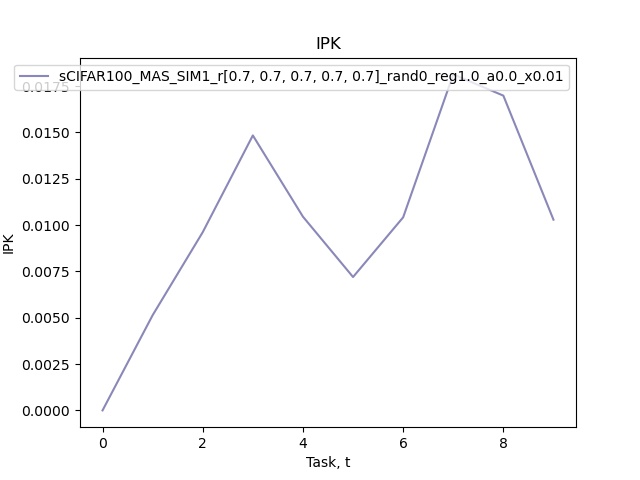 IPK
sCIFAR100_MAS_SIM1_r[0.7, 0.7, 0.7, 0.7, 0.7]_rand0_reg1.0_a0.0_x0.01
0.0175
0.0150
0.0125
0.0100
0.0075
0.0050
0.0025
0.0000
IPK
0 2 4 6 8
Task, t